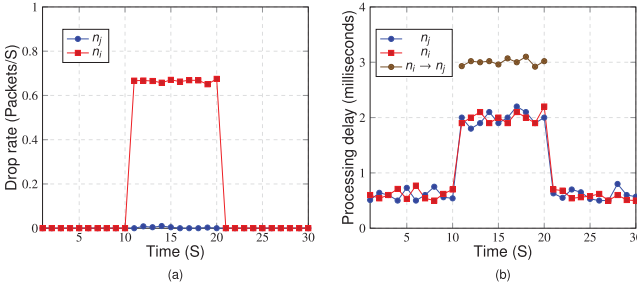 1
0.8
0.6
0.4
0.2
0
Drop rate (Packets/S)
n_j
n_i
5
10
15
20
25
30
Time (S)
(a)
4
3
2
1
0
Processing delay (milliseconds)
n_j
n_i
n_i → n_j
5
10
15
20
25
30
Time (S)
(b)